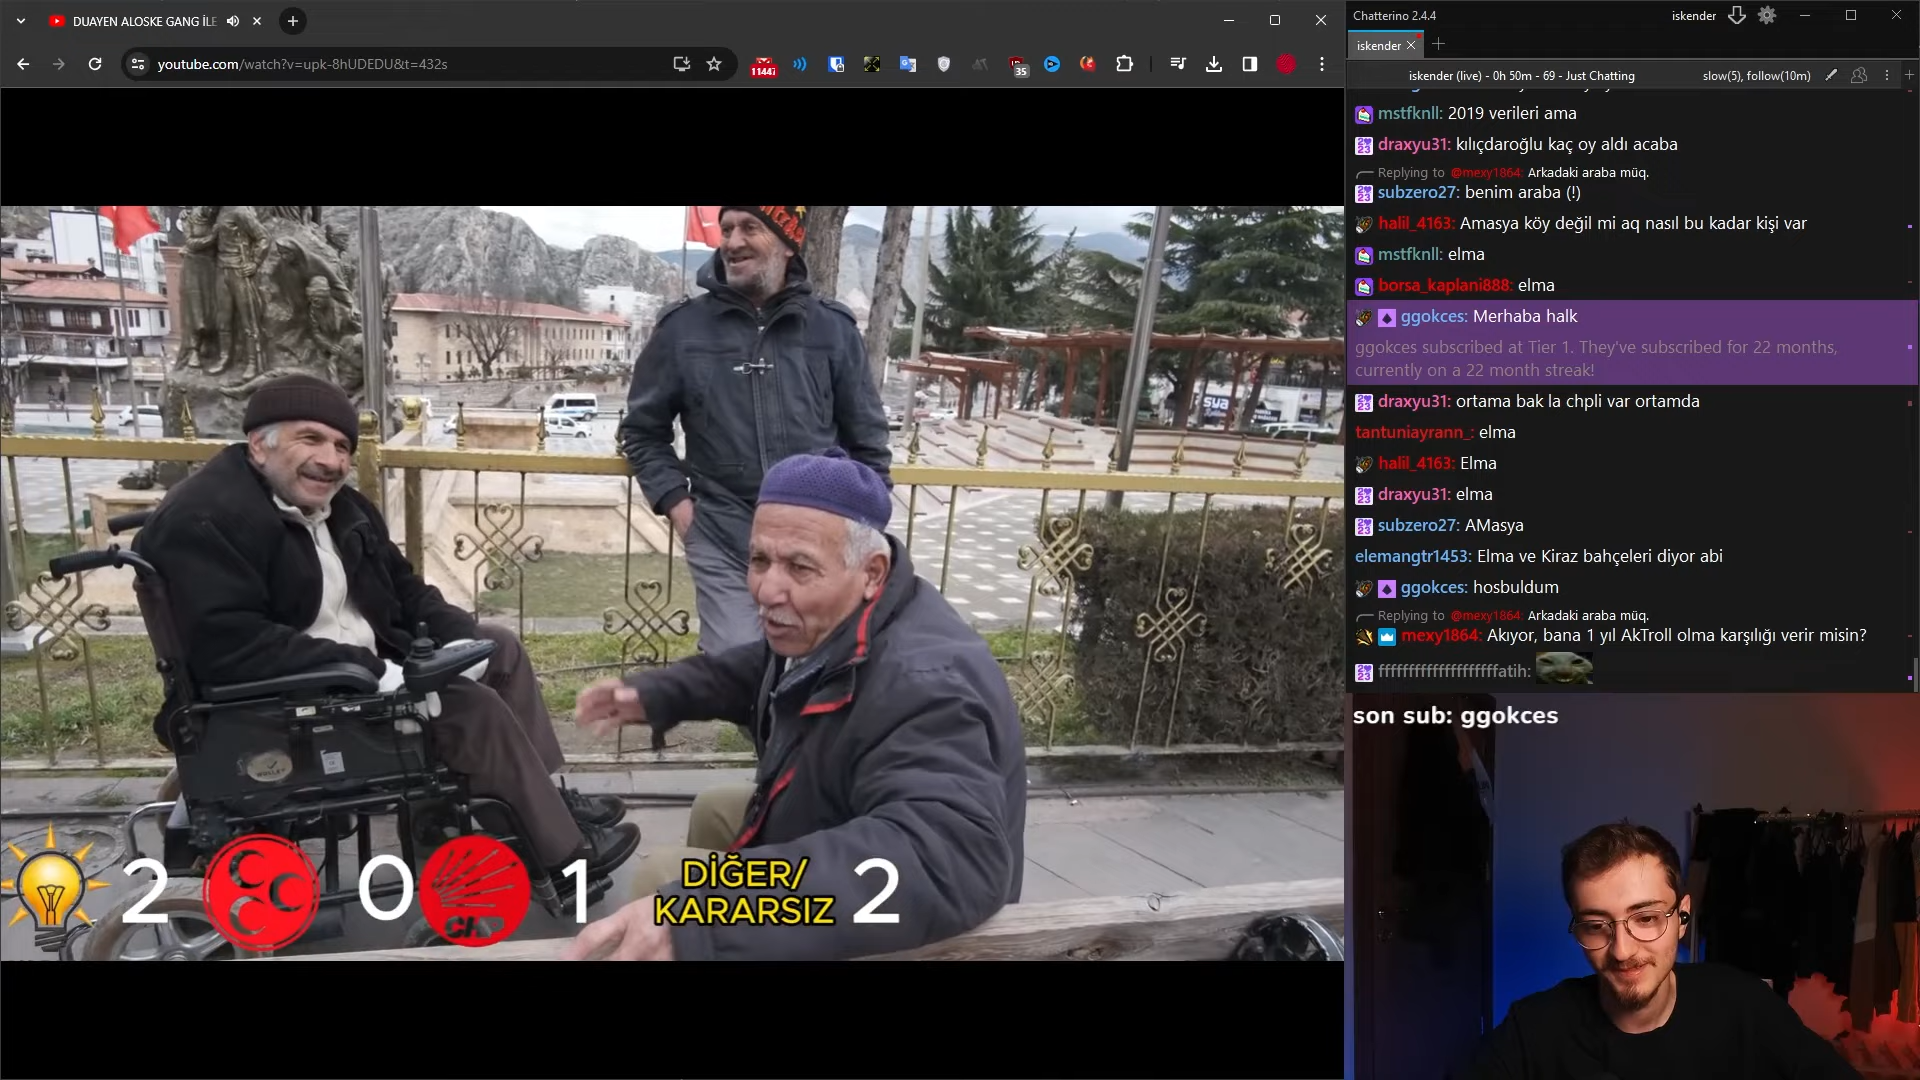 DUAYEN ALOSKE GANG İLE
youtube.com/watch?v=upk-8hUDEDU&t=432s
11447
35
sya
2 0 CHP 1 DİĞER/
KARARSIZ 2
Chatterino 2.4.4
iskender
iskender
iskender (live) - 0h 50m - 69 - Just Chatting
slow(5), follow(10m)
mstfknll: 2019 verileri ama
draxyu31: kılıçdaroğlu kaç oy aldı acaba
Replying to @mexy1864: Arkadaki araba müq.
subzero27: benim araba (!)
halil_4163: Amasya köy değil mi aq nasıl bu kadar kişi var
mstfknll: elma
borsa_kaplani888: elma
ggokces: Merhaba halk
ggokces subscribed at Tier 1. They've subscribed for 22 months,
currently on a 22 month streak!
draxyu31: ortama bak la chpli var ortamda
tantuniayrann_: elma
halil_4163: Elma
draxyu31: elma
subzero27: AMasya
elemangtr1453: Elma ve Kiraz bahçeleri diyor abi
ggokces: hosbuldum
Replying to @mexy1864: Arkadaki araba müq.
mexy1864: Akıyor, bana 1 yıl AkTroll olma karşılığı verir misin?
ffffffffffffffffffffatih:
son sub: ggokces